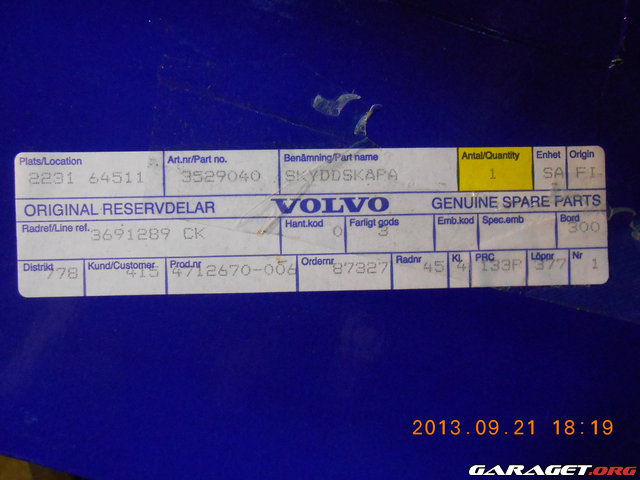 Plats/Location Art.nr/Part no. Benämning/Part name Antal/Quantity Enhet Origin
2231 64511 3529040 SKYDDSKAPA 1 SA FI
ORIGINAL RESERVDELAR VOLVO GENUINE SPARE PARTS
Radref/Line ref. Hant.kod Farligt gods Emb.kod Spec.emb Bord
3691289 CK 0 3 300
Distrikt Kund/Customer Prod.nr Ordernr Radnr Kl. PRC Löpnr Nr
778 415 4712670-006 87327 45 4 133P 377 1
2013.09.21 18:19
GARAGET.ORG